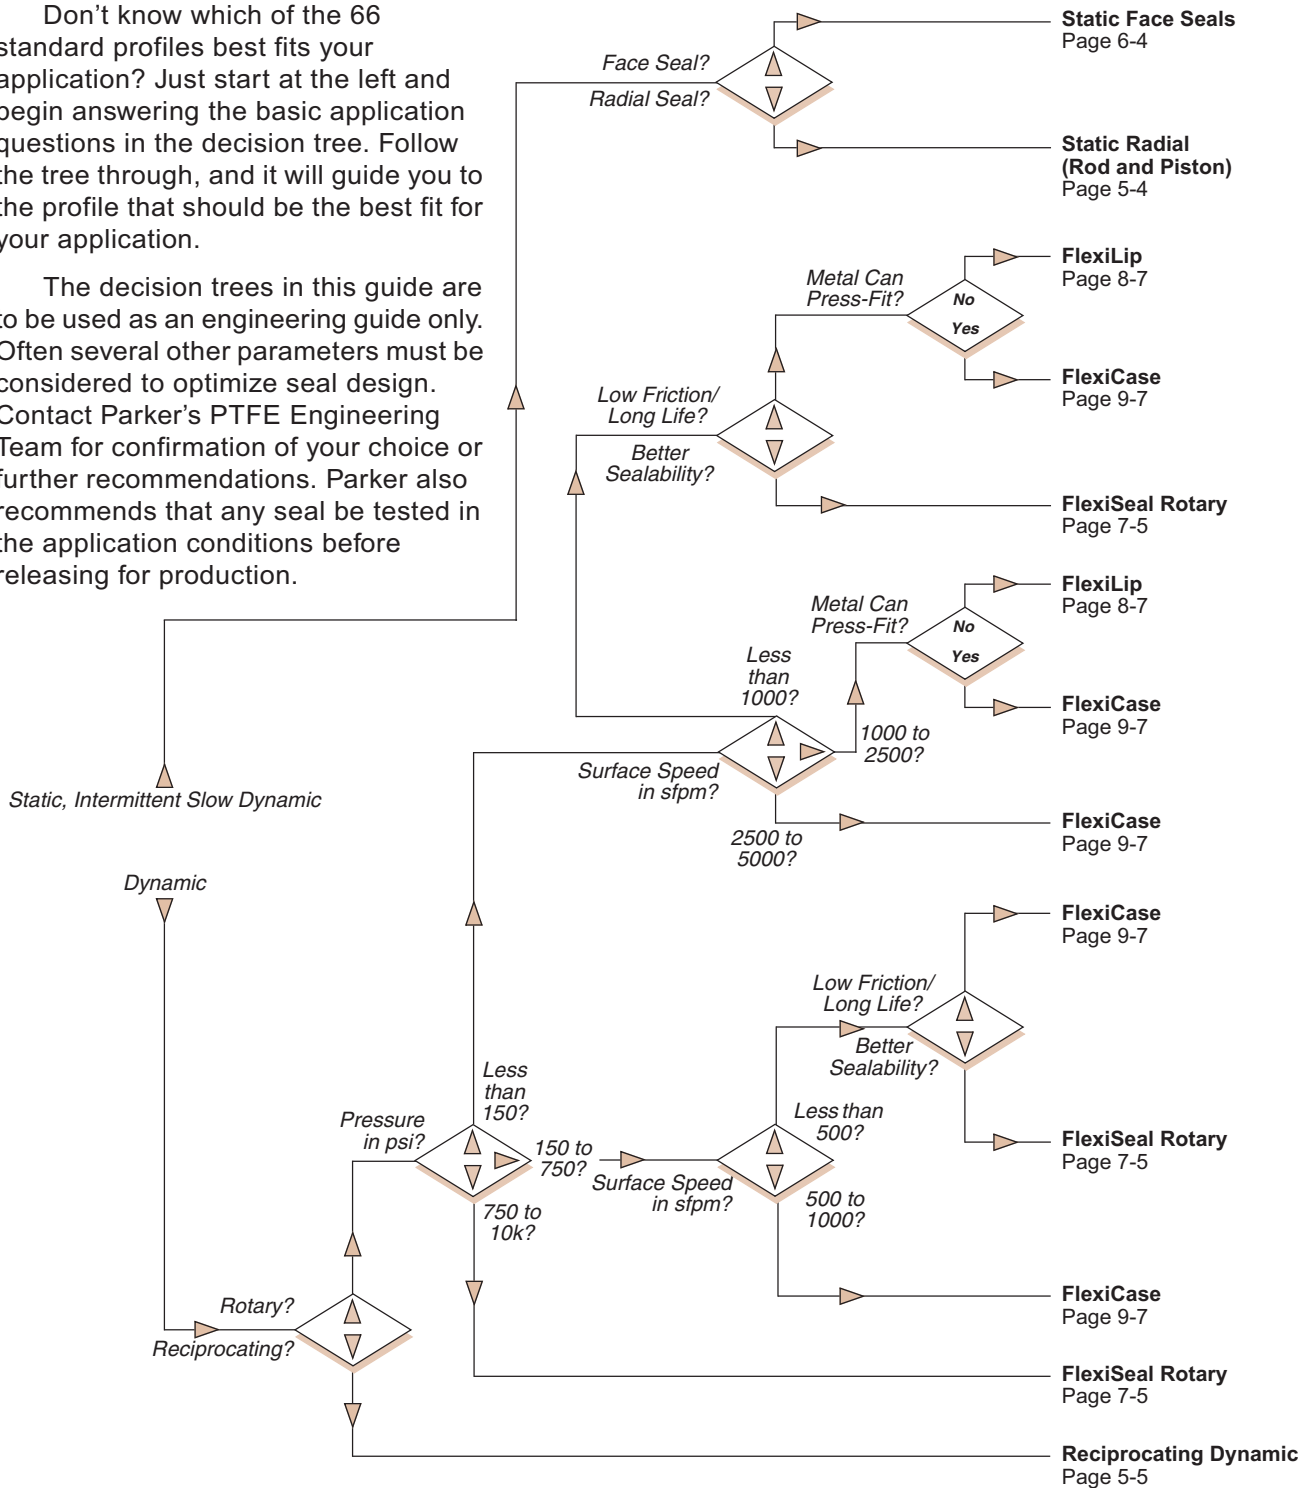 Don’t know which of the 66
standard profiles best fits your
application? Just start at the left and
begin answering the basic application
questions in the decision tree. Follow
the tree through, and it will guide you to
the profile that should be the best fit for
your application.
The decision trees in this guide are
to be used as an engineering guide only.
Often several other parameters must be
considered to optimize seal design.
Contact Parker’s PTFE Engineering
Team for confirmation of your choice or
further recommendations. Parker also
recommends that any seal be tested in
the application conditions before
releasing for production.
Face Seal?
Radial Seal?
Static Face Seals
Page 6-4
Static Radial
(Rod and Piston)
Page 5-4
Metal Can
Press-Fit?
No
Yes
FlexiLip
Page 8-7
FlexiCase
Page 9-7
Low Friction/
Long Life?
Better
Sealability?
FlexiSeal Rotary
Page 7-5
Metal Can
Press-Fit?
No
Yes
FlexiLip
Page 8-7
FlexiCase
Page 9-7
Less
than
1000?
1000 to
2500?
Surface Speed
in sfpm?
2500 to
5000?
FlexiCase
Page 9-7
Static, Intermittent Slow Dynamic
Dynamic
FlexiCase
Page 9-7
Low Friction/
Long Life?
Better
Sealability?
FlexiSeal Rotary
Page 7-5
Less
than
150?
Pressure
in psi?
150 to
750?
750 to
10k?
Surface Speed
in sfpm?
Less than
500?
500 to
1000?
FlexiCase
Page 9-7
Rotary?
Reciprocating?
FlexiSeal Rotary
Page 7-5
Reciprocating Dynamic
Page 5-5